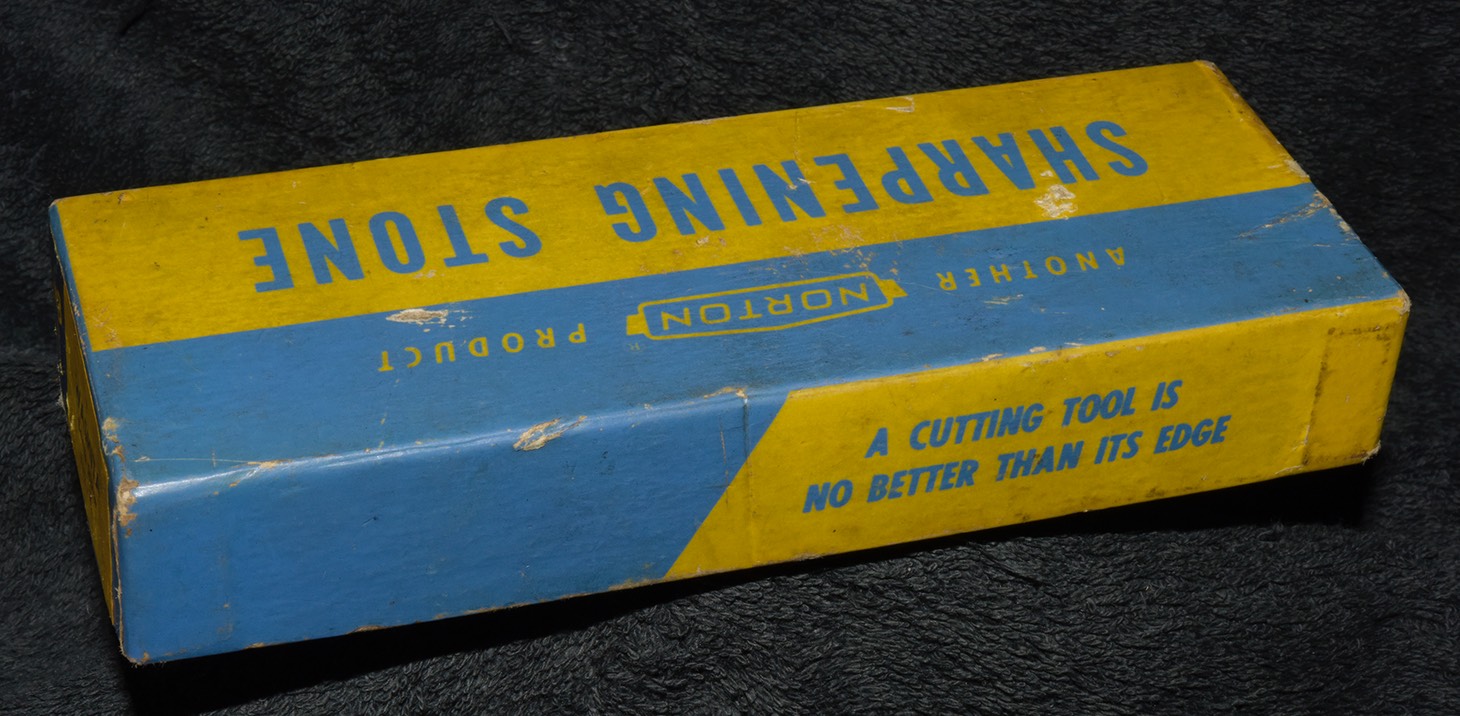 SHARPENING STONE
ANOTHER NORTON PRODUCT
A CUTTING TOOL IS
NO BETTER THAN ITS EDGE